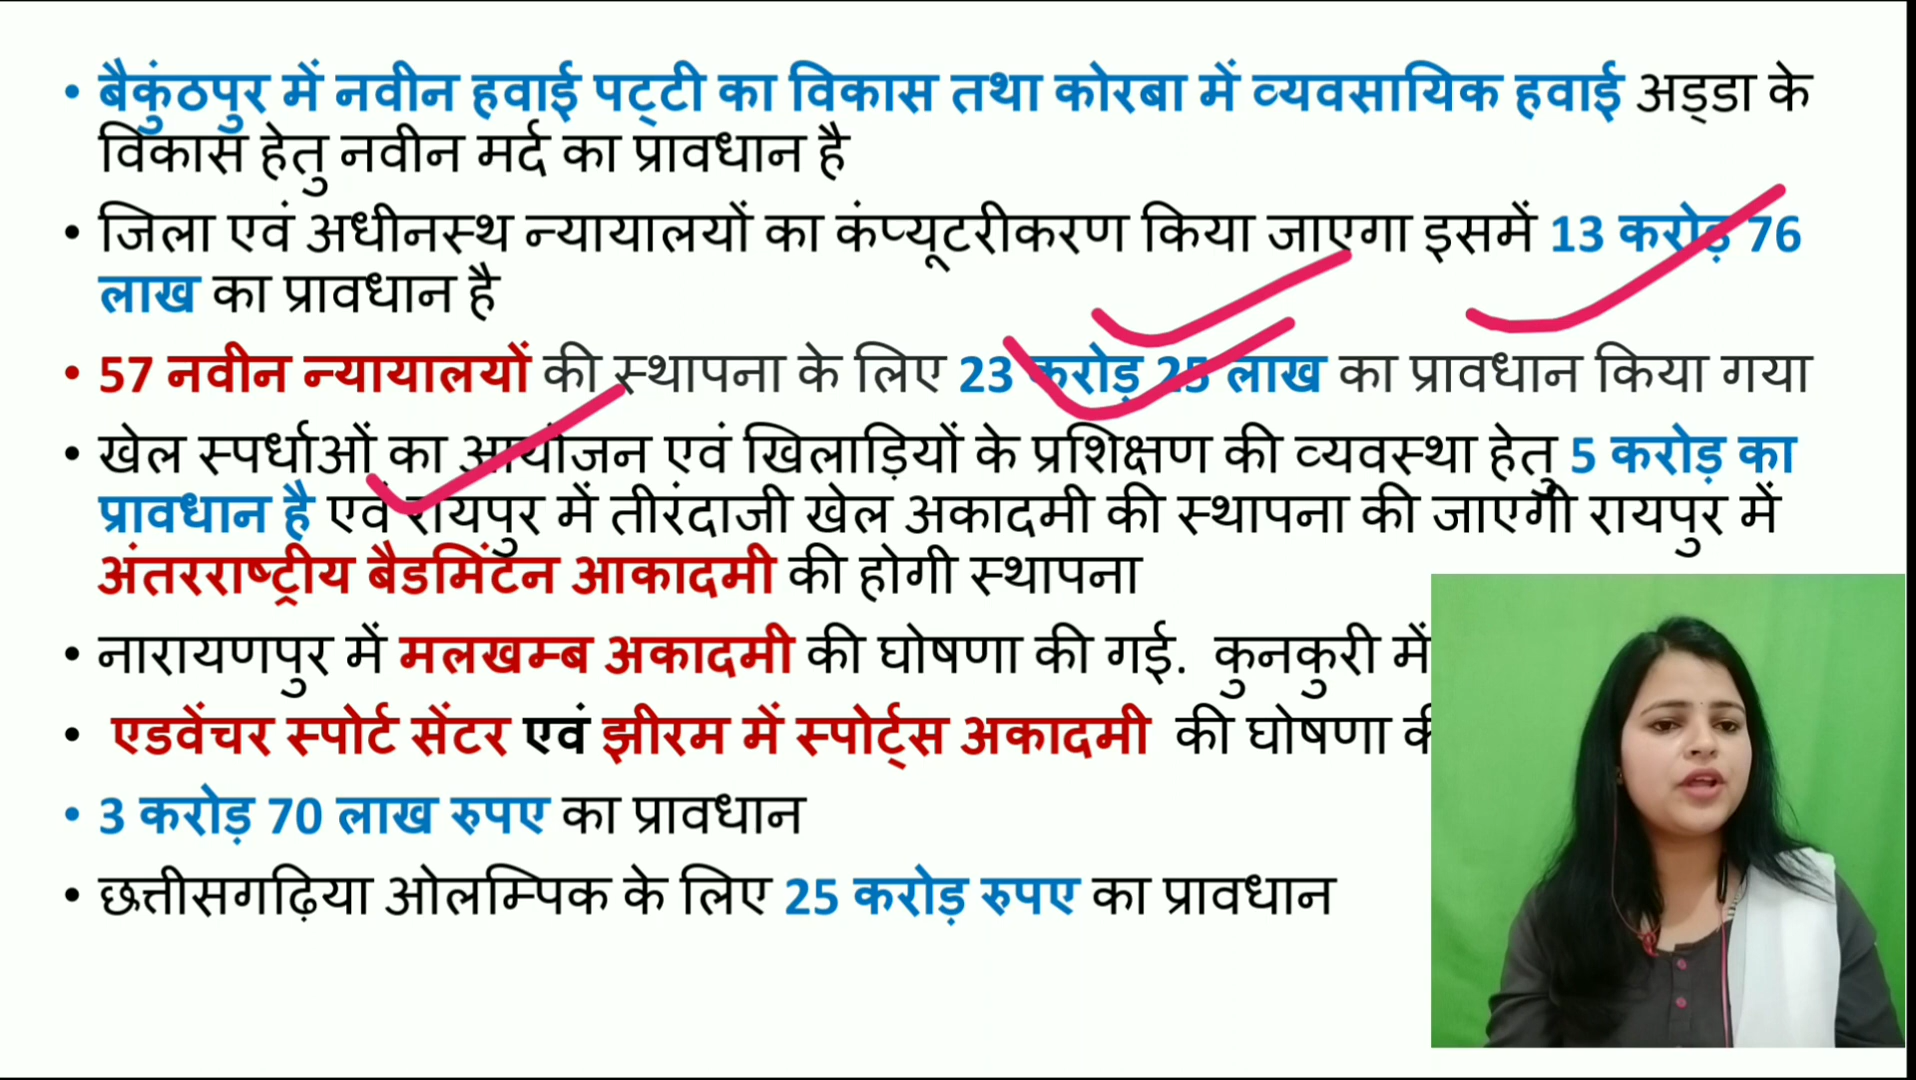 • बैकुंठपुर में नवीन हवाई पट्टी का विकास तथा कोरबा में व्यवसायिक हवाई अड्डा के
विकास हेतु नवीन मर्द का प्रावधान है
• जिला एवं अधीनस्थ न्यायालयों का कंप्यूटरीकरण किया जाएगा इसमें 13 करोड़ 76
लाख का प्रावधान है
• 57 नवीन न्यायालयों की स्थापना के लिए 23 करोड़ 25 लाख का प्रावधान किया गया
• खेल स्पर्धाओं का आयोजन एवं खिलाड़ियों के प्रशिक्षण की व्यवस्था हेतु 5 करोड़ का
प्रावधान है एवं रायपुर में तीरंदाजी खेल अकादमी की स्थापना की जाएगी रायपुर में
अंतरराष्ट्रीय बैडमिंटन आकादमी की होगी स्थापना
• नारायणपुर में मलखम्ब अकादमी की घोषणा की गई. कुनकुरी में
• एडवेंचर स्पोर्ट सेंटर एवं झीरम में स्पोर्ट्स अकादमी की घोषणा
• 3 करोड़ 70 लाख रुपए का प्रावधान
• छत्तीसगढ़िया ओलम्पिक के लिए 25 करोड़ रुपए का प्रावधान